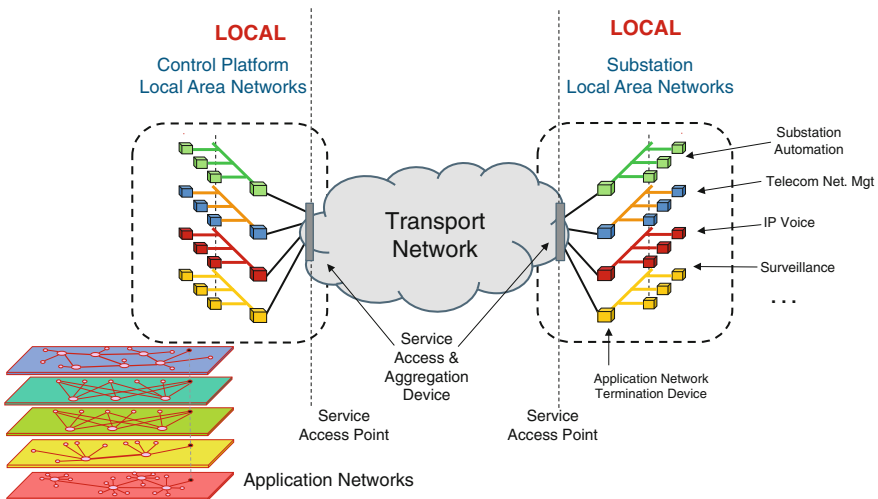 LOCAL
Control Platform
Local Area Networks
LOCAL
Substation
Local Area Networks
Substation
Automation
Telecom Net. Mgt
IP Voice
Surveillance
...
Transport
Network
Service
Access &
Aggregation
Device
Application Network
Termination Device
Service
Access Point
Service
Access Point
Application Networks